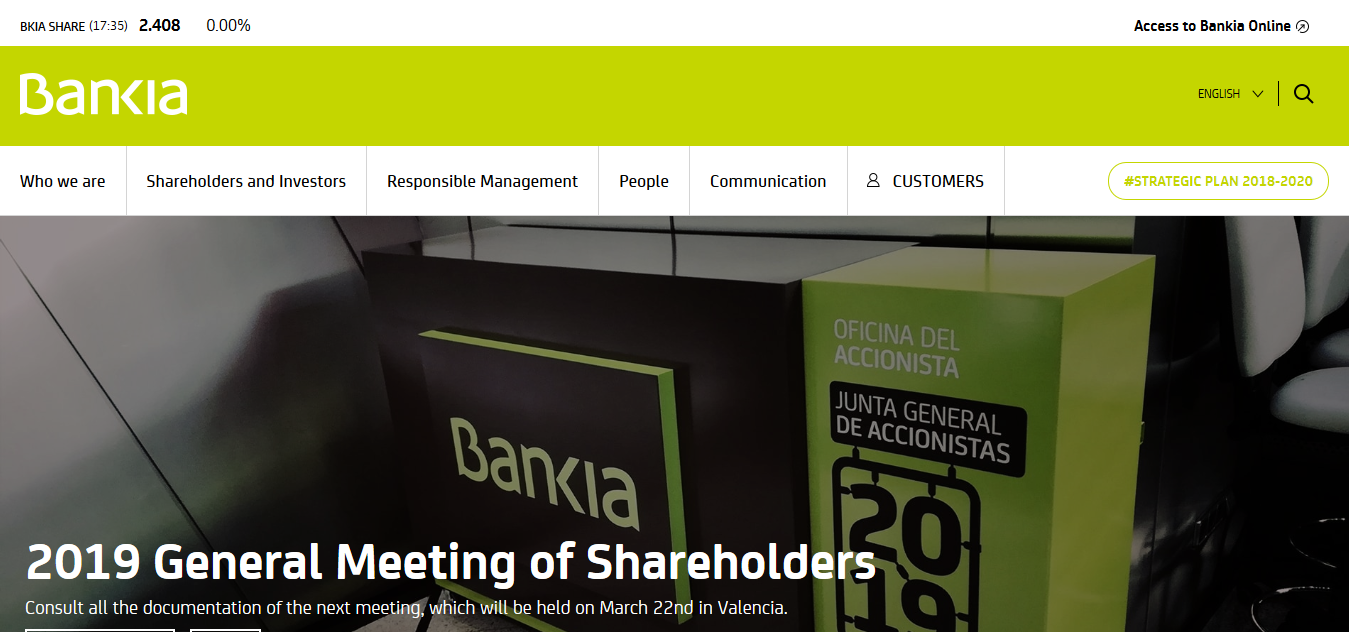 BKIA SHARE (17:35) 2.408 0.00% Access to Bankia Online
Bankia
ENGLISH
Who we are Shareholders and Investors Responsible Management People Communication CUSTOMERS #STRATEGIC PLAN 2018-2020
OFICINA DEL
ACCIONISTA
JUNTA GENERAL
DE ACCIONISTAS
Bankia
20
19
2019 General Meeting of Shareholders
Consult all the documentation of the next meeting, which will be held on March 22nd in Valencia.